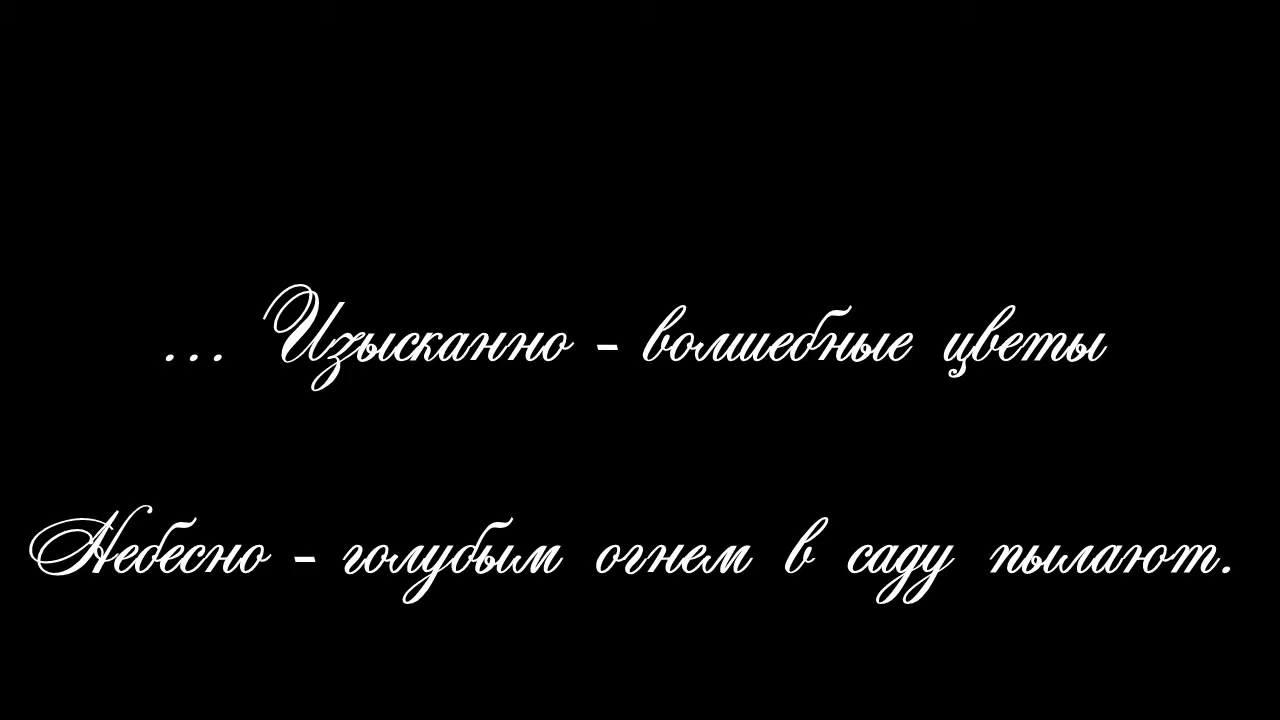 ... Изысканно - волшебные цветы
Небесно - голубым огнем в саду пылают.